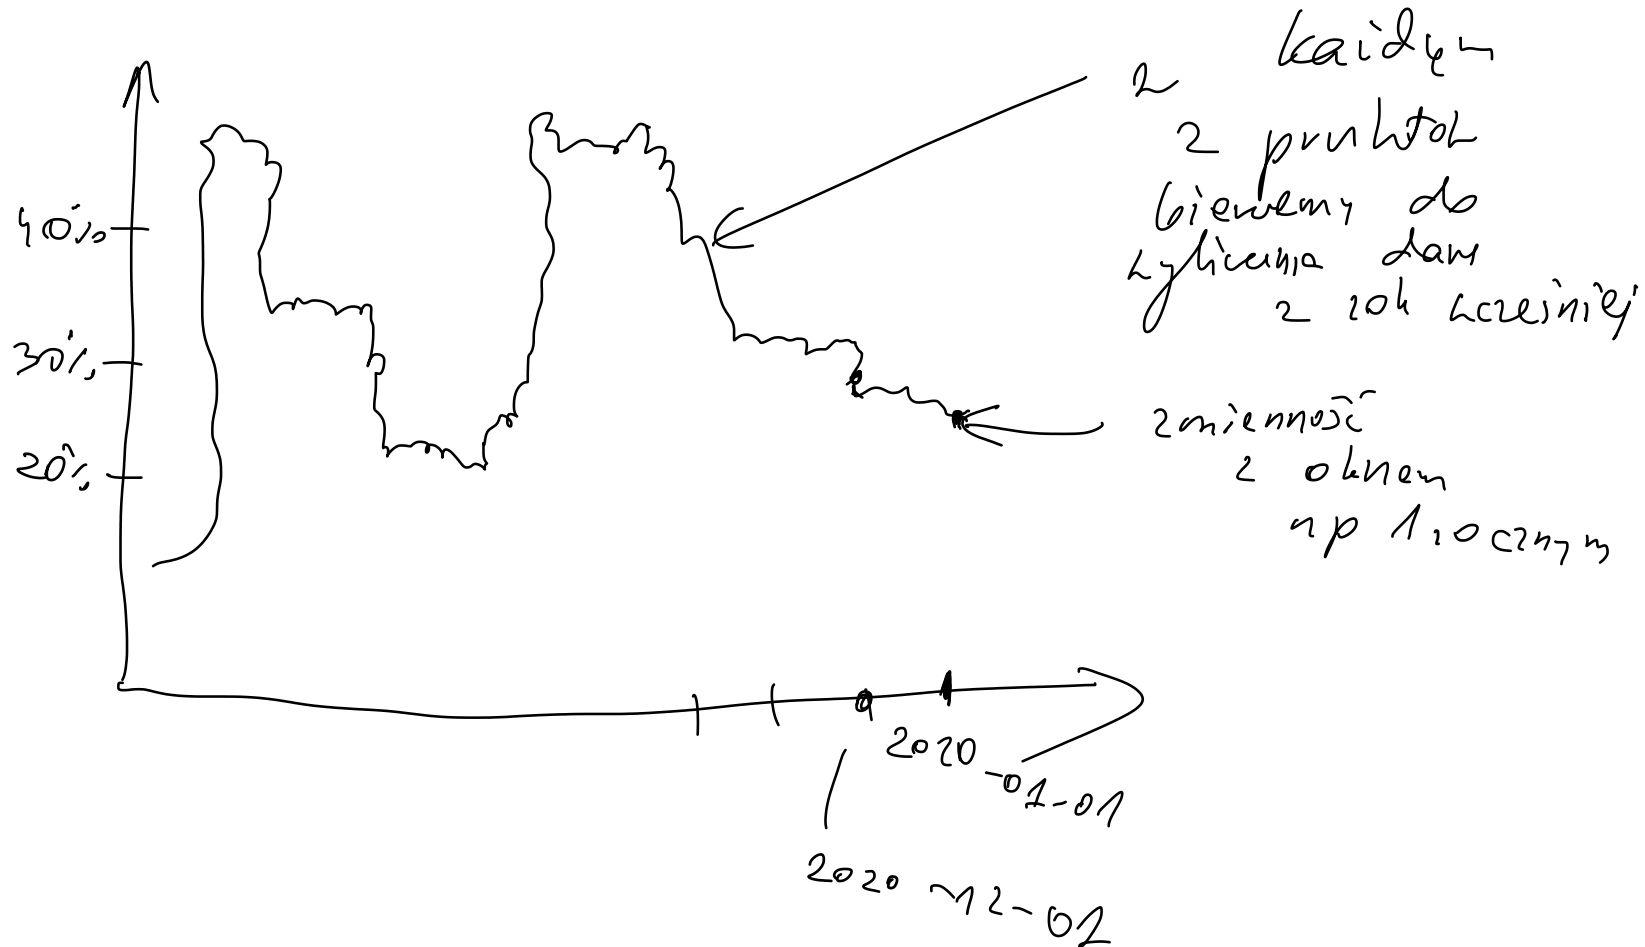 w każdym
z punktów
bierzemy do
wyliczenia dane
z rok wcześniej
40%
30%
20%
zmienność
z oknem
np 1.rocznym
2020-01-01
2020-12-01